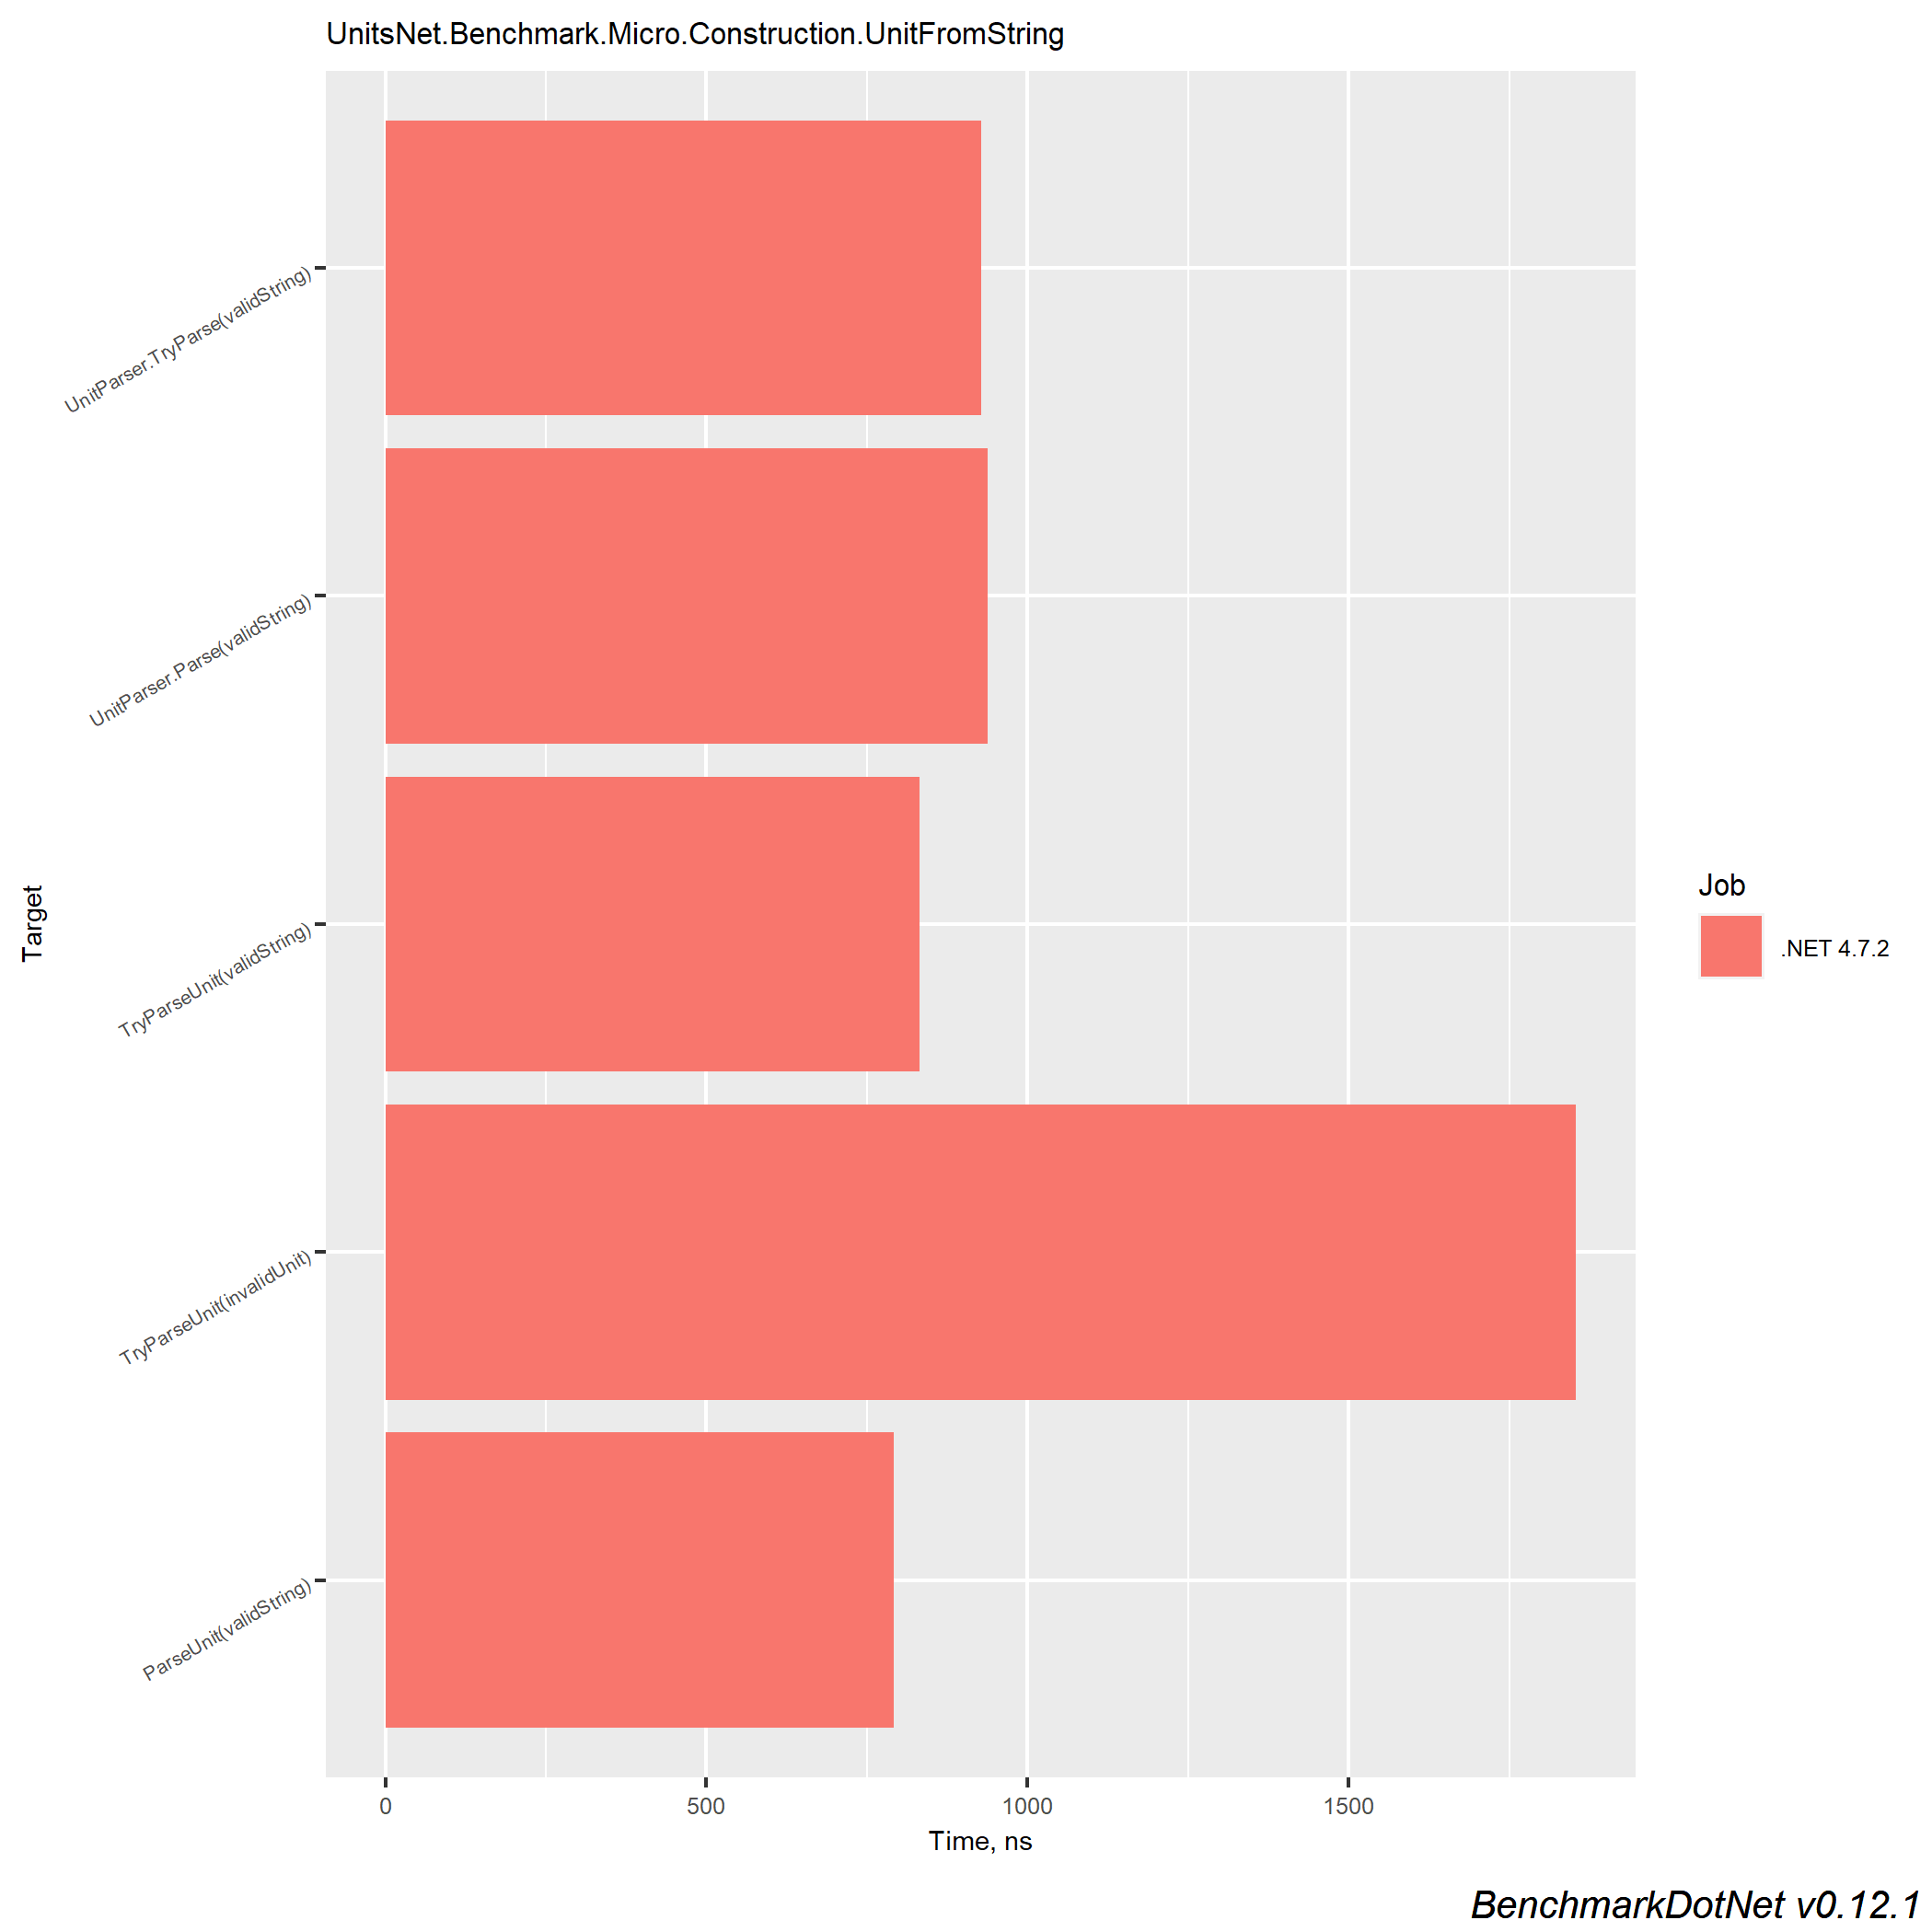 UnitsNet.Benchmark.Micro.Construction.UnitFromString
UnitParser.TryParse(validString)
UnitParser.Parse(validString)
TryParseUnit(validString)
TryParseUnit(invalidUnit)
ParseUnit(validString)
Target
0 500 1000 1500
Time, ns
Job
.NET 4.7.2
BenchmarkDotNet v0.12.1